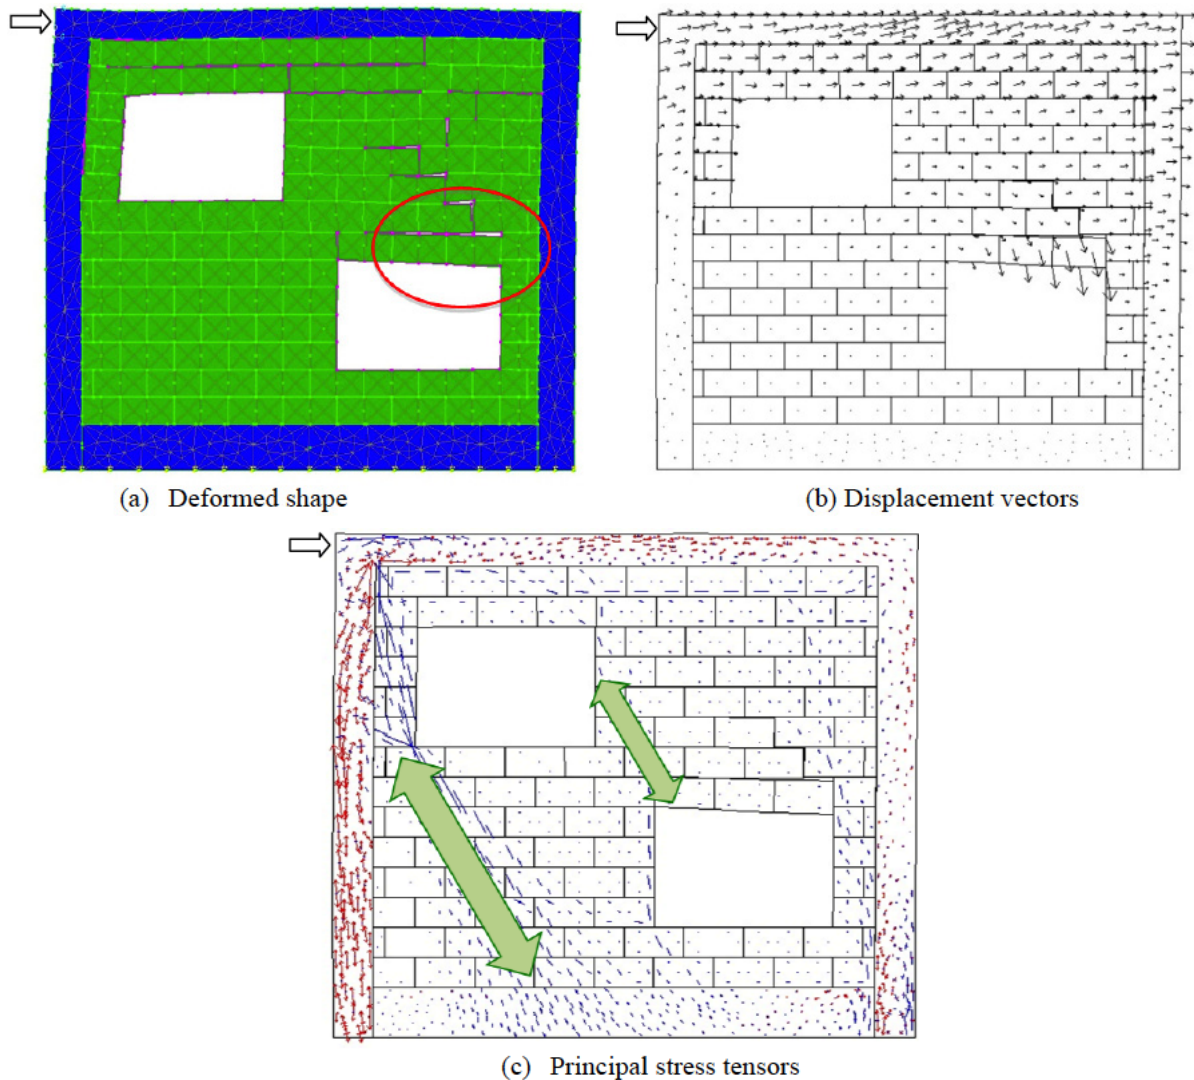 (a) Deformed shape
(b) Displacement vectors
(c) Principal stress tensors